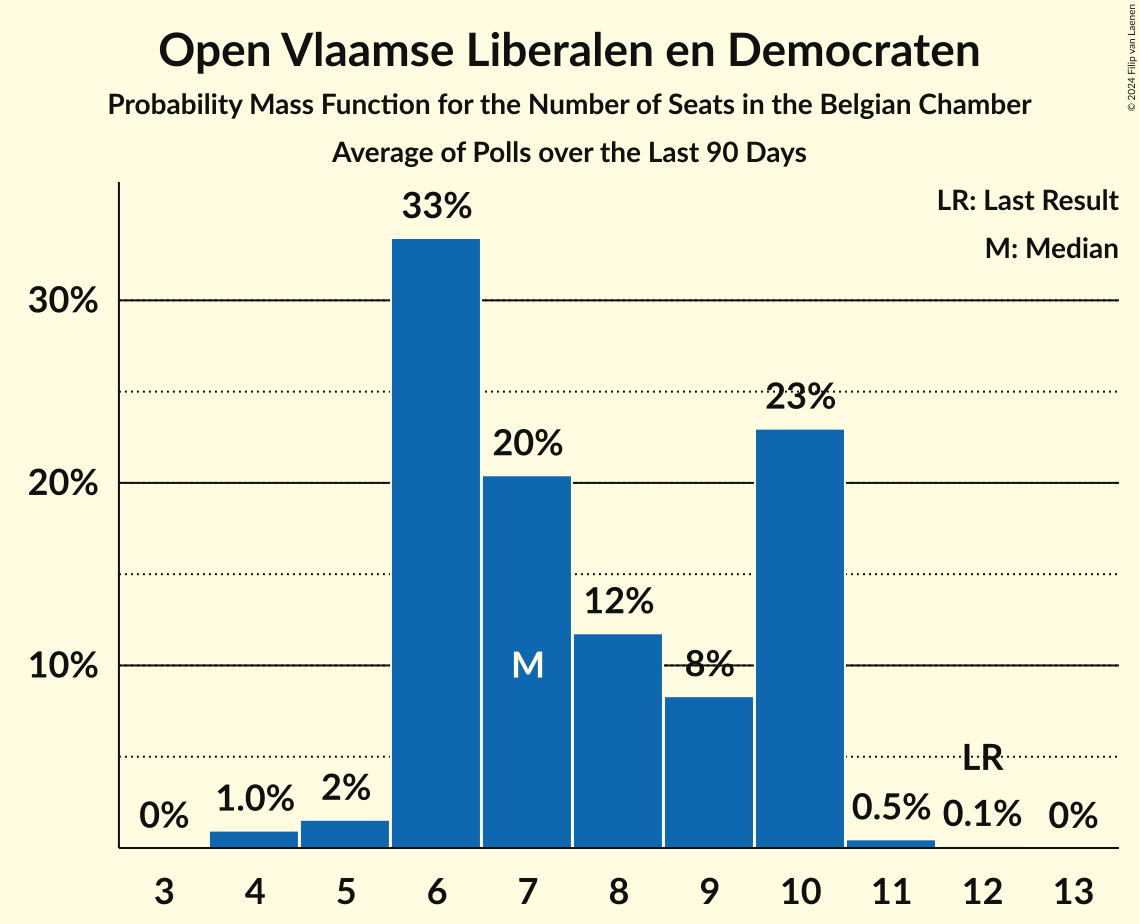 Open Vlaamse Liberalen en Democraten
Probability Mass Function for the Number of Seats in the Belgian Chamber
Average of Polls over the Last 90 Days
© 2024 Filip van Laenen
LR: Last Result
M: Median
33%
30%
23%
20%
20%
12%
10%
M
8%
LR
0%
1.0%
2%
0.5%
0.1%
0%
3 4 5 6 7 8 9 10 11 12 13